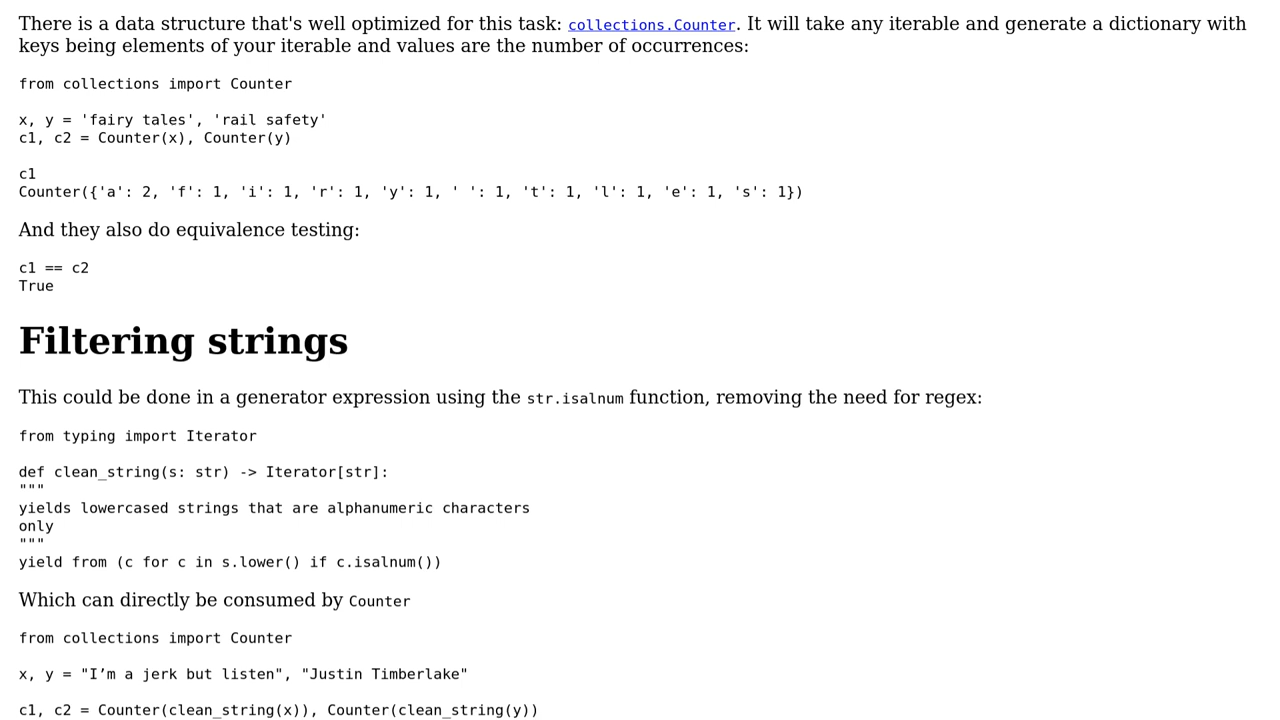 There is a data structure that's well optimized for this task: collections.Counter. It will take any iterable and generate a dictionary with
keys being elements of your iterable and values are the number of occurrences:
from collections import Counter
x, y = 'fairy tales', 'rail safety'
c1, c2 = Counter(x), Counter(y)
c1
Counter({'a': 2, 'f': 1, 'i': 1, 'r': 1, 'y': 1, ' ': 1, 't': 1, 'l': 1, 'e': 1, 's': 1})
And they also do equivalence testing:
c1 == c2
True
Filtering strings
This could be done in a generator expression using the str.isalnum function, removing the need for regex:
from typing import Iterator
def clean_string(s: str) -> Iterator[str]:
"""
yields lowercased strings that are alphanumeric characters
only
"""
yield from (c for c in s.lower() if c.isalnum())
Which can directly be consumed by Counter
from collections import Counter
x, y = "I’m a jerk but listen", "Justin Timberlake"
c1, c2 = Counter(clean_string(x)), Counter(clean_string(y))